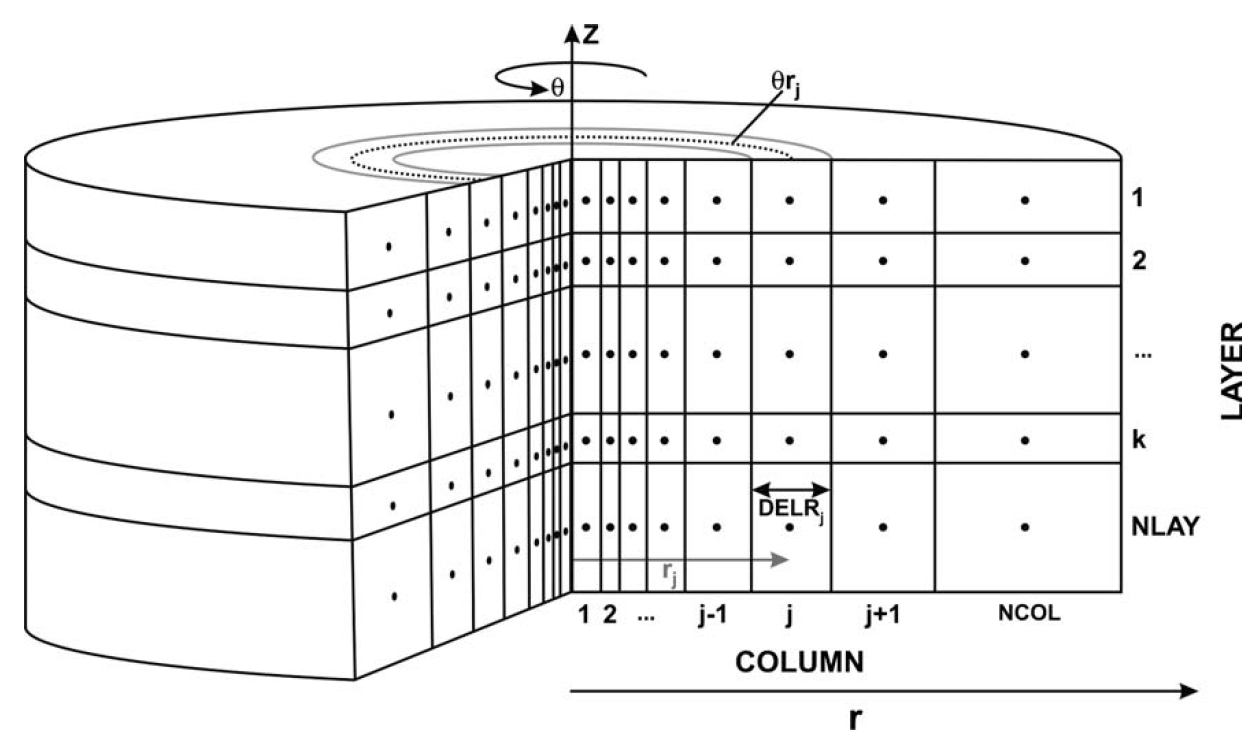 Z
θ
θrj
1
2
...
k
NLAY
LAYER
DELRj
rj
1 2 ... j-1 j j+1 NCOL
COLUMN
r